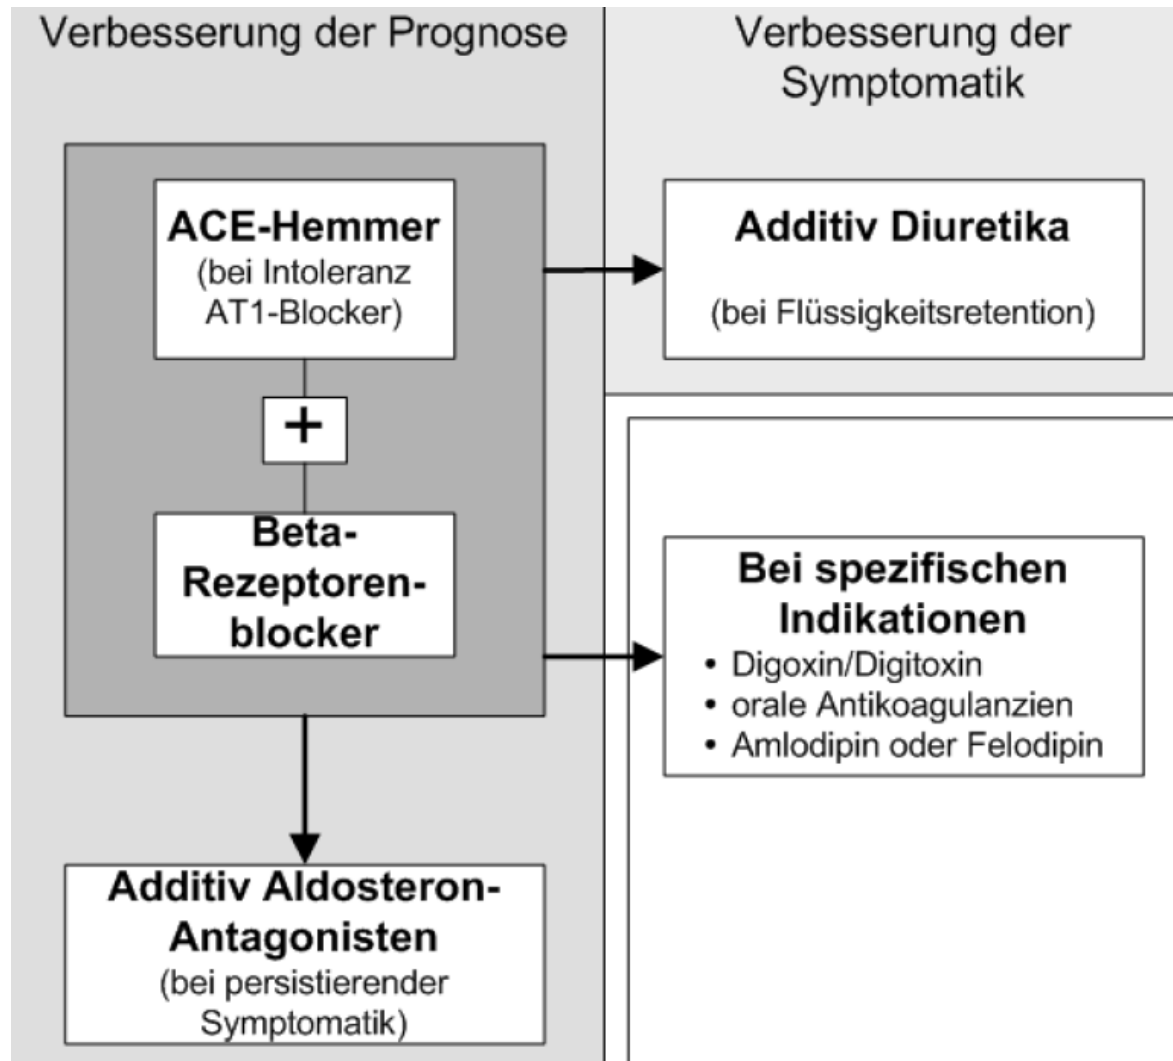 Verbesserung der Prognose
ACE-Hemmer
(bei Intoleranz
AT1-Blocker)
+
Beta-
Rezeptoren-
blocker
Additiv Aldosteron-
Antagonisten
(bei persistierender
Symptomatik)
Verbesserung der
Symptomatik
Additiv Diuretika
(bei Flüssigkeitsretention)
Bei spezifischen
Indikationen
• Digoxin/Digitoxin
• orale Antikoagulanzien
• Amlodipin oder Felodipin